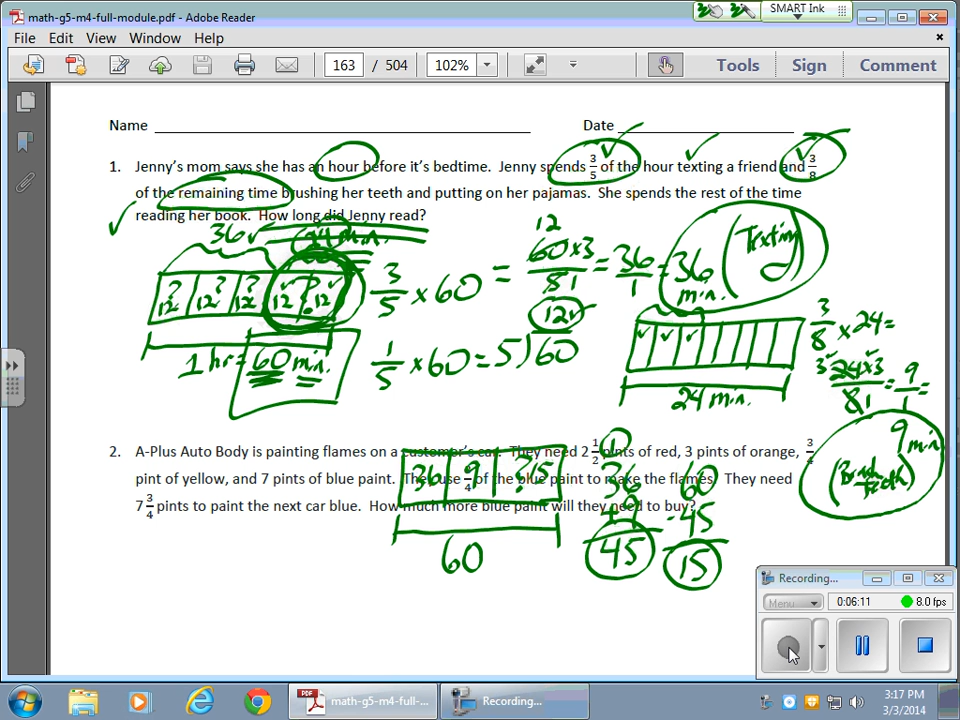 math-g5-m4-full-module.pdf - Adobe Reader
SMART Ink
File Edit View Window Help
163 / 504 102% Tools Sign Comment
Name Date
1. Jenny's mom says she has an hour before it's bedtime. Jenny spends 3/5 of the hour texting a friend and 3/8
of the remaining time brushing her teeth and putting on her pajamas. She spends the rest of the time
reading her book. How long did Jenny read?
36 24 min.
? ? ? ? ?
12 12 12 12 12
1 hr = 60 min.
3/5 × 60 = 60×3/51 = 36/1 = 36 min. (Texting)
12
1/5 × 60 = 5)60
12
24 min.
3/8 × 24 =
3 24×3/81 = 9/1 =
9 min
(Brush teeth)
2. A-Plus Auto Body is painting flames on a customer's car. They need 2 1/2 pints of red, 3 pints of orange, 3/4
pint of yellow, and 7 pints of blue paint. They use /4 of the blue paint to make the flames. They need
7 3/4 pints to paint the next car blue. How much more blue paint will they need to buy?
36 9 ?15
60
1
36
+9
45
60
-45
15
Recording...
Menu 0:06:11 8.0 fps
math-g5-m4-full-... Recording...
3:17 PM
3/3/2014